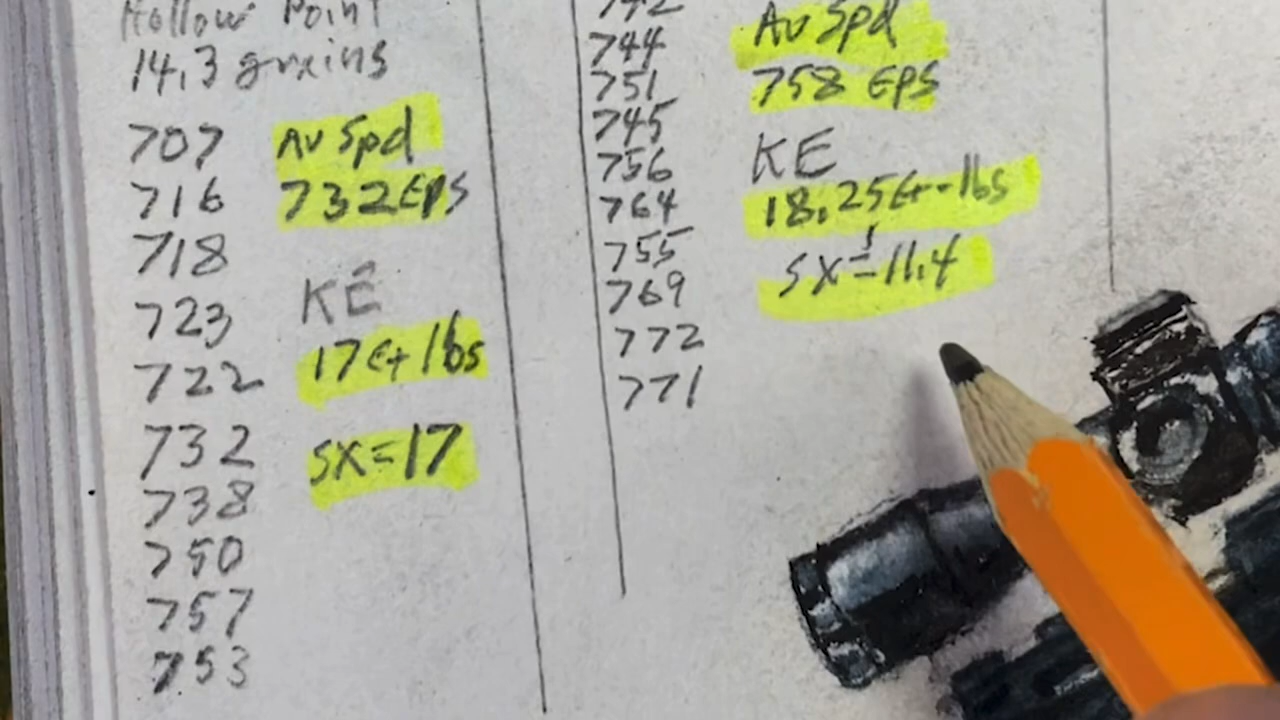 Hollow Point
14.3 grains
707
716
718
723
722
732
738
750
757
753
Av Spd
732 FPS
KE
17 Ft lbs
SX=17
742
744
751
745
756
764
755
769
772
771
Av Spd
758 FPS
KE
18.25 Ft-lbs
SX=11.4